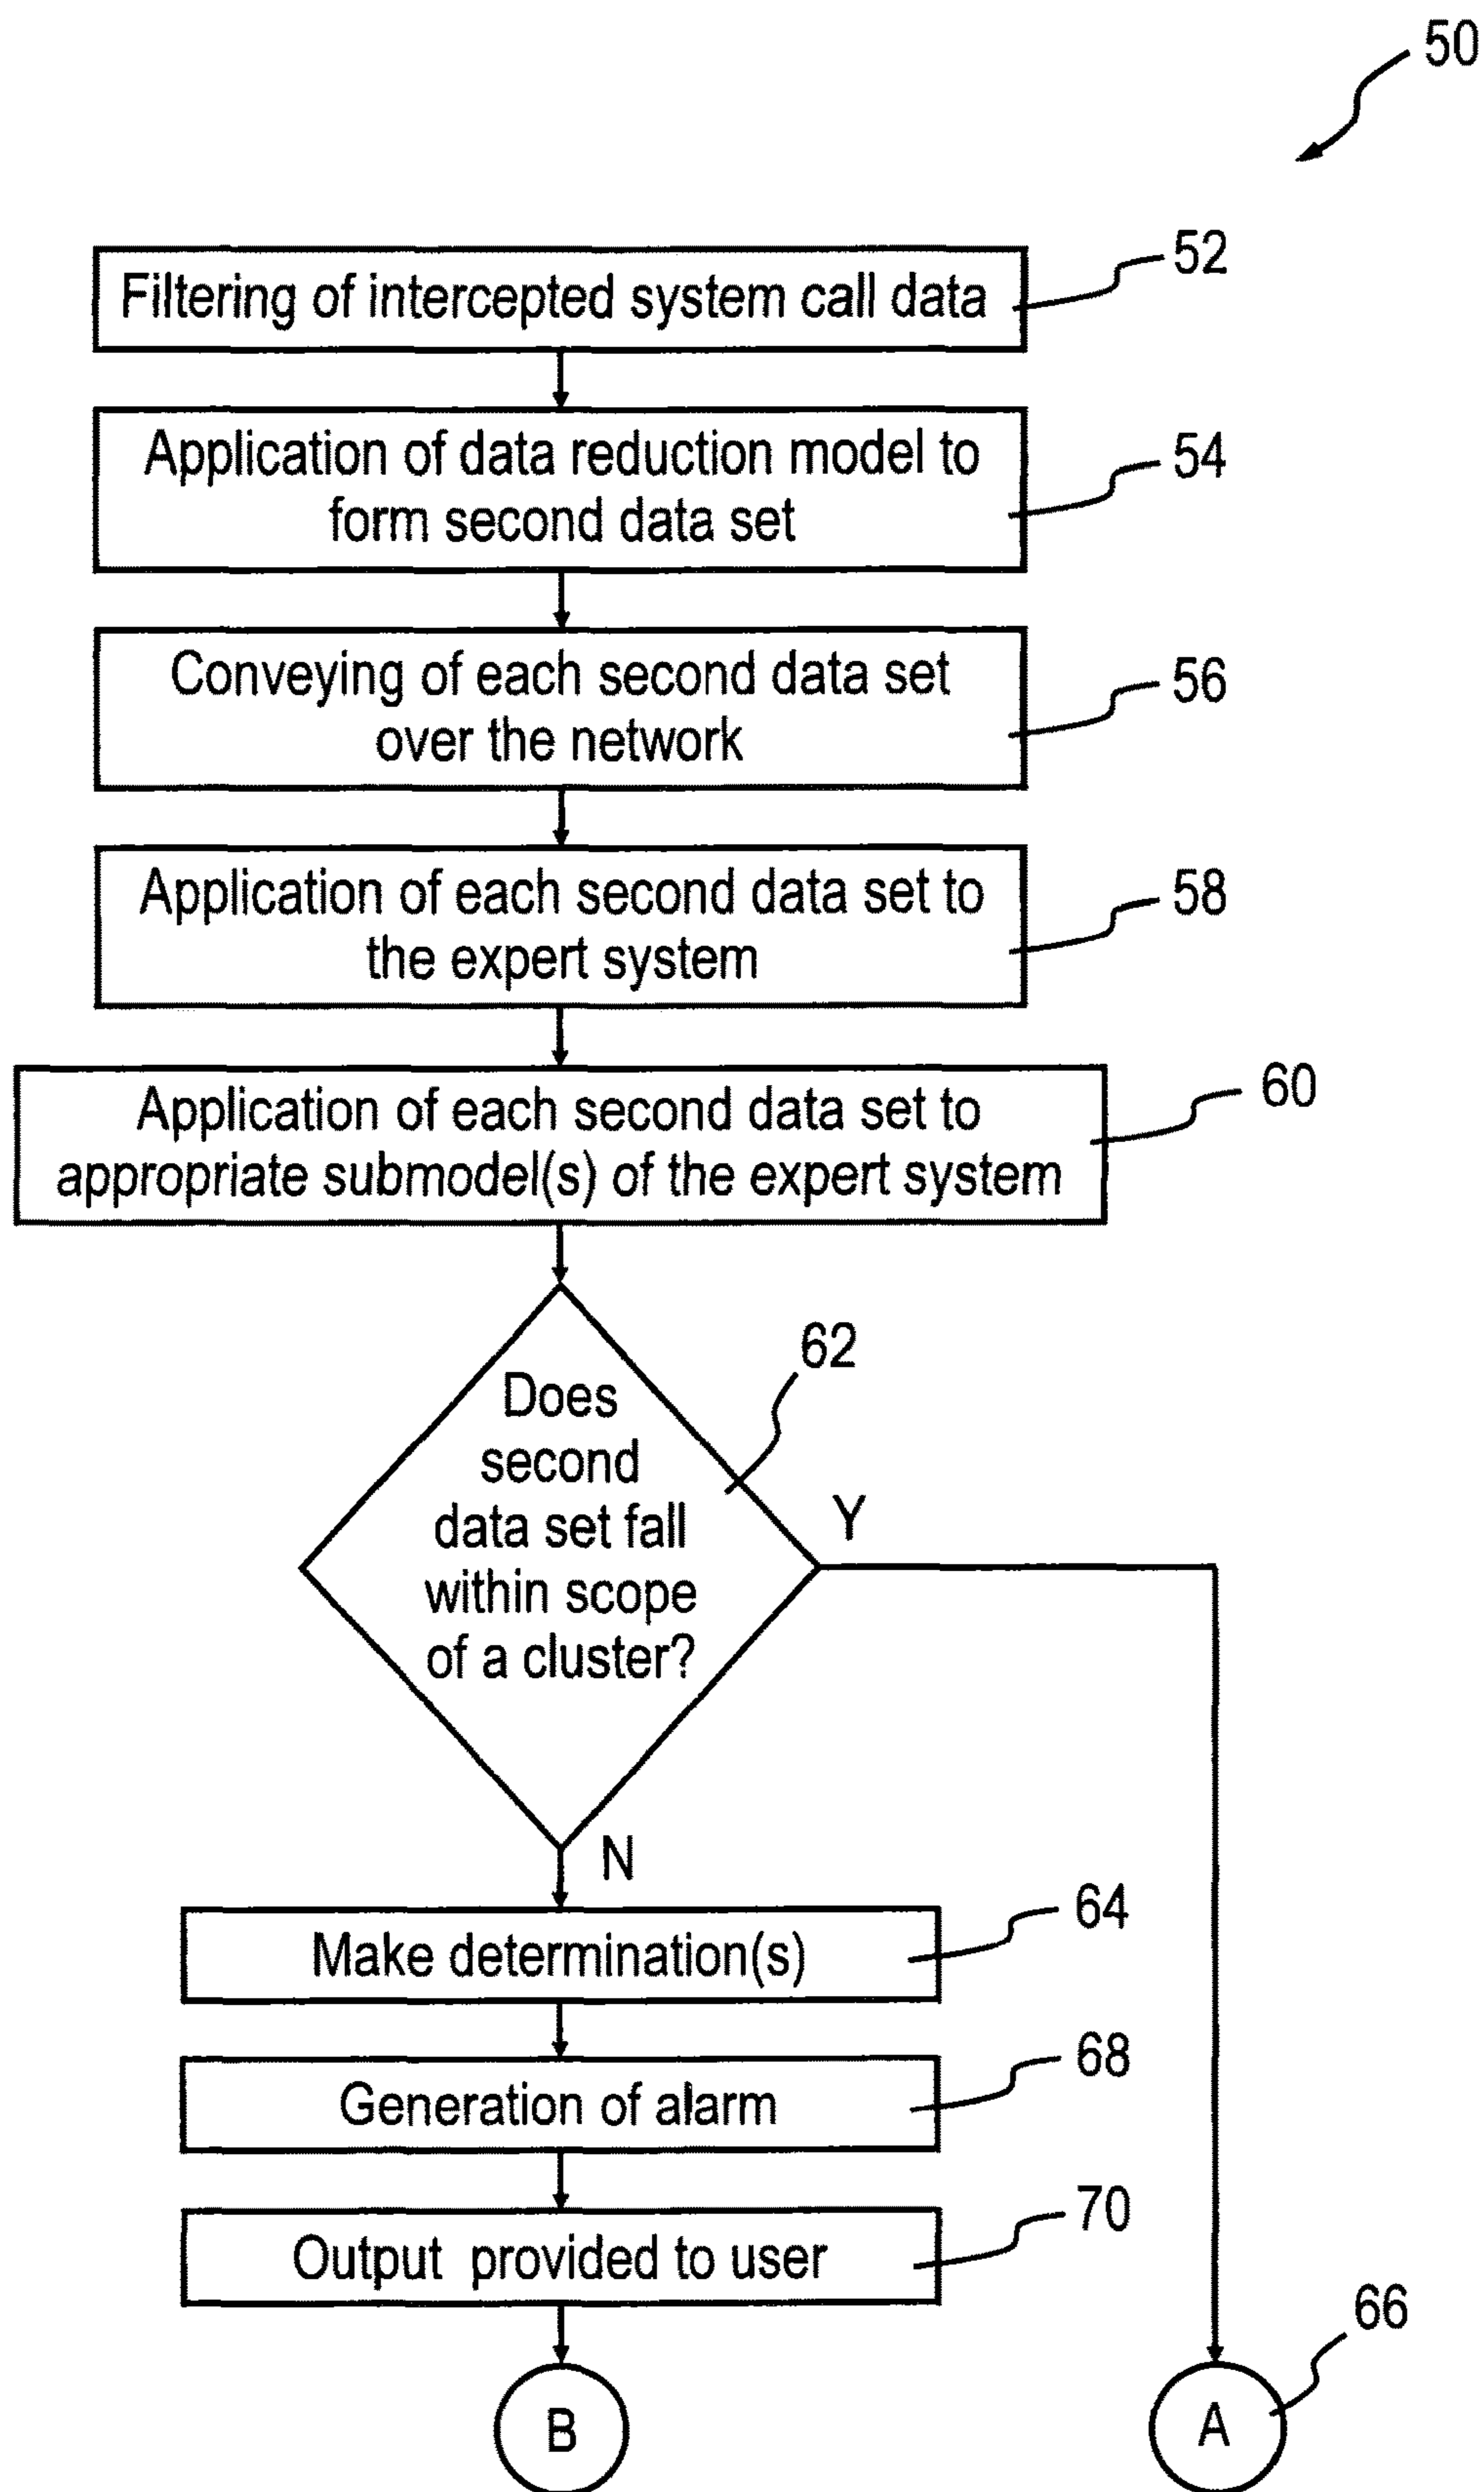 50
Filtering of intercepted system call data
52
Application of data reduction model to
form second data set
54
Conveying of each second data set
over the network
56
Application of each second data set to
the expert system
58
Application of each second data set to
appropriate submodel(s) of the expert system
60
62
Does
second
data set fall
within scope
of a cluster?
Y
N
Make determination(s)
64
Generation of alarm
68
Output provided to user
70
66
B
A